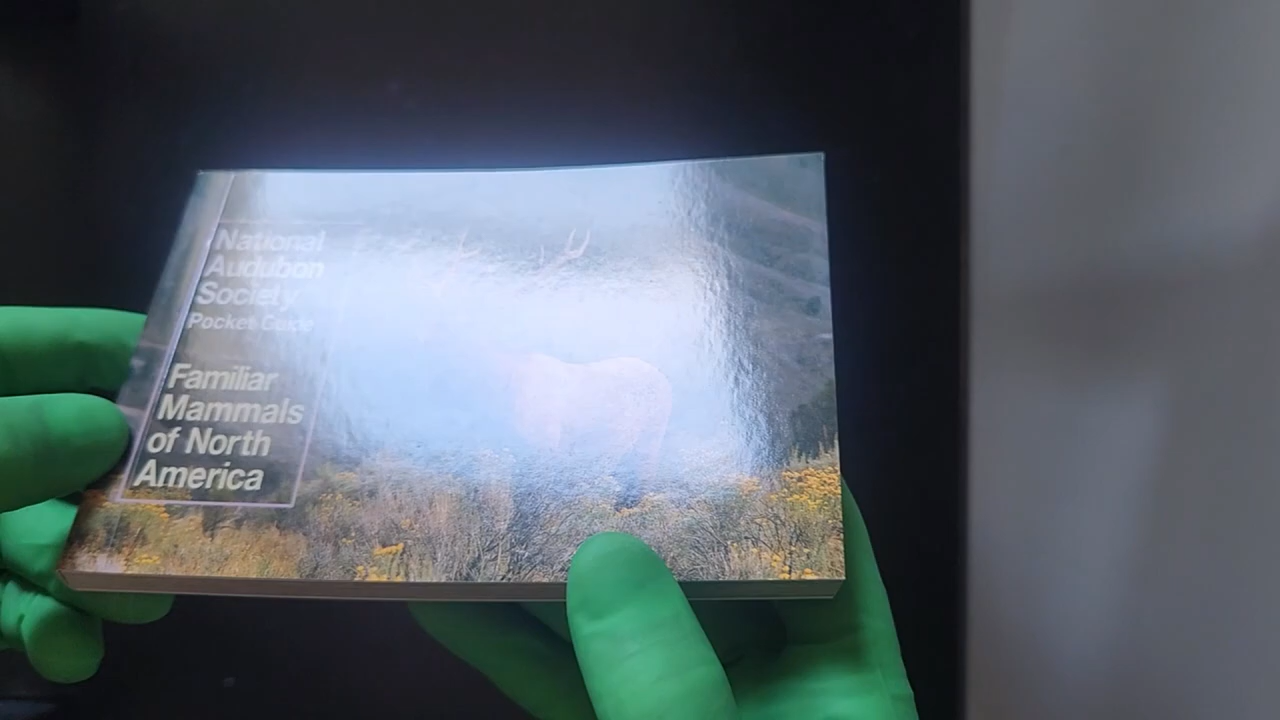 National
Audubon
Society
Pocket Guide
Familiar
Mammals
of North
America